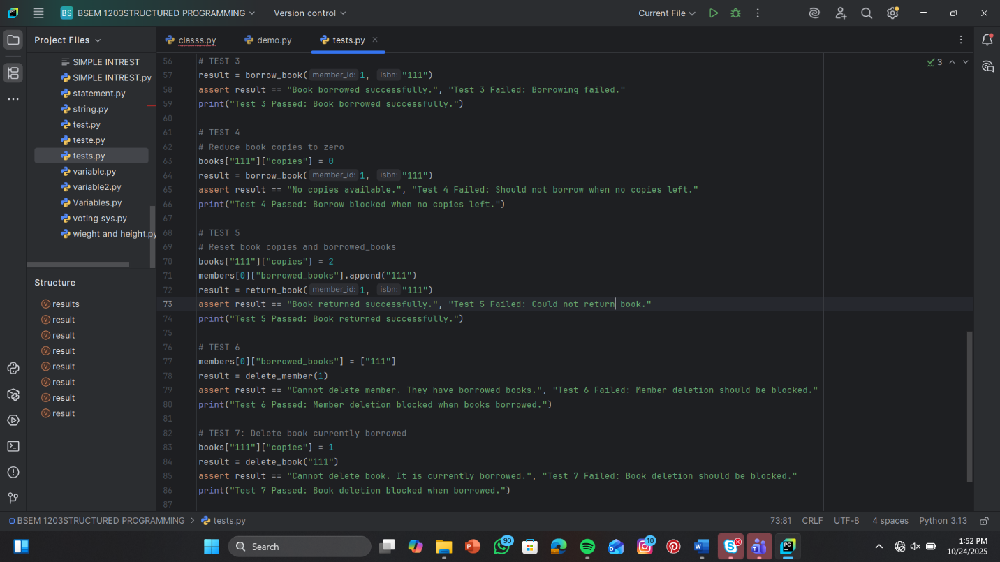 BS BSEM 1203STRUCTURED PROGRAMMING Version control Current File
Project Files classs.py demo.py tests.py
SIMPLE INTREST
SIMPLE INTREST.py
statement.py
string.py
test.py
teste.py
tests.py
variable.py
variable2.py
Variables.py
voting sys.py
wieght and height.py
Structure
results
result
result
result
result
result
result
result
3
56 # TEST 3
57 result = borrow_book( member_id: 1, isbn: "111")
58 assert result == "Book borrowed successfully.", "Test 3 Failed: Borrowing failed."
59 print("Test 3 Passed: Book borrowed successfully.")
60
61 # TEST 4
62 # Reduce book copies to zero
63 books["111"]["copies"] = 0
64 result = borrow_book( member_id: 1, isbn: "111")
65 assert result == "No copies available.", "Test 4 Failed: Should not borrow when no copies left."
66 print("Test 4 Passed: Borrow blocked when no copies left.")
67
68 # TEST 5
69 # Reset book copies and borrowed_books
70 books["111"]["copies"] = 2
71 members[0]["borrowed_books"].append("111")
72 result = return_book( member_id: 1, isbn: "111")
73 assert result == "Book returned successfully.", "Test 5 Failed: Could not return book."
74 print("Test 5 Passed: Book returned successfully.")
75
76 # TEST 6
77 members[0]["borrowed_books"] = ["111"]
78 result = delete_member(1)
79 assert result == "Cannot delete member. They have borrowed books.", "Test 6 Failed: Member deletion should be blocked."
80 print("Test 6 Passed: Member deletion blocked when books borrowed.")
81
82 # TEST 7: Delete book currently borrowed
83 books["111"]["copies"] = 1
84 result = delete_book("111")
85 assert result == "Cannot delete book. It is currently borrowed.", "Test 7 Failed: Book deletion should be blocked."
86 print("Test 7 Passed: Book deletion blocked when borrowed.")
87
BSEM 1203STRUCTURED PROGRAMMING > tests.py 73:81 CRLF UTF-8 4 spaces Python 3.13
Search 90 10 1:52 PM
10/24/2025